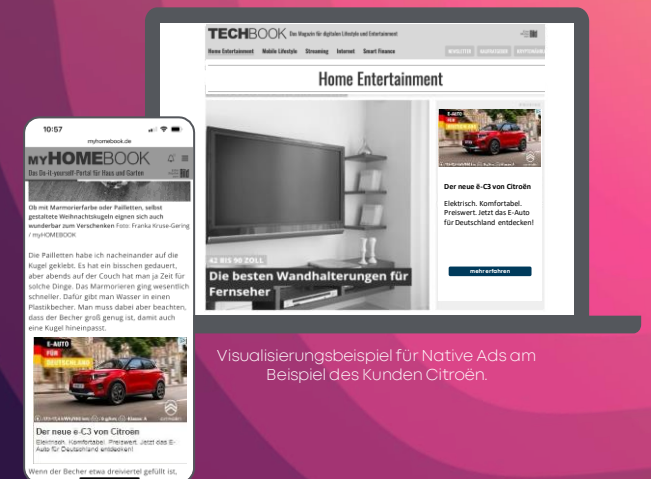 TECHBOOK Das Magazin für digitalen Lifestyle und Entertainment
Home Entertainment Mobile Lifestyle Streaming Internet Smart Finance
NEWSLETTER
Home Entertainment
42 BIS 90 ZOLL
Die besten Wandhalterungen für
Fernseher
E-AUTO
FÜR
DEUTSCHLAND
Der neue ë-C3 von Citroën
Elektrisch. Komfortabel.
Preiswert. Jetzt das E-Auto
für Deutschland entdecken!
mehr erfahren
10:57
myhomebook.de
MYHOMEBOOK
Das Do-it-yourself-Portal für Haus und Garten
Ob mit Marmorierfarbe oder Pailletten, selbst
gestaltete Weihnachtskugeln eignen sich auch
wunderbar zum Verschenken Foto: Franka Kruse-Gering
/ myHOMEBOOK
Die Pailletten habe ich nacheinander auf die
Kugel geklebt. Es hat ein bisschen gedauert,
aber abends auf der Couch hat man ja Zeit für
solche Dinge. Das Marmorieren ging wesentlich
schneller. Dafür gibt man Wasser in einen
Plastikbecher. Man muss dabei aber beachten,
dass der Becher groß genug ist, damit auch
eine Kugel hineinpasst.
E-AUTO
FÜR
DEUTSCHLAND
Der neue e-C3 von Citroën
Elektrisch. Komfortabel. Preiswert. Jetzt das E-
Auto für Deutschland entdecken!
Wenn der Becher etwa dreiviertel gefüllt ist,
Visualisierungsbeispiel für Native Ads am
Beispiel des Kunden Citroën.